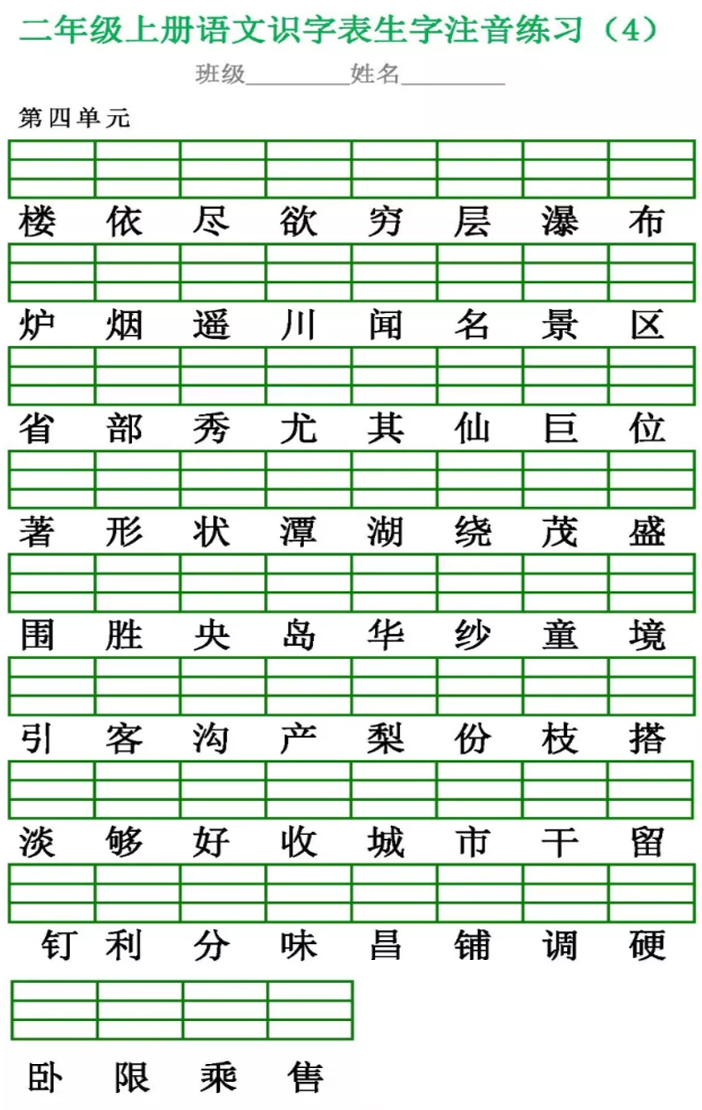 二年级上册语文识字表生字注音练习（4）
班级________姓名________
第四单元
楼 依 尽 欲 穷 层 瀑 布
炉 烟 遥 川 闻 名 景 区
省 部 秀 尤 其 仙 巨 位
著 形 状 潭 湖 绕 茂 盛
围 胜 央 岛 华 纱 童 境
引 客 沟 产 梨 份 枝 搭
淡 够 好 收 城 市 干 留
钉 利 分 味 昌 铺 调 硬
卧 限 乘 售